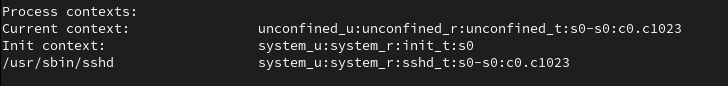 Process contexts:
Current context:                unconfined_u:unconfined_r:unconfined_t:s0-s0:c0.c1023
Init context:                   system_u:system_r:init_t:s0
/usr/sbin/sshd                  system_u:system_r:sshd_t:s0-s0:c0.c1023